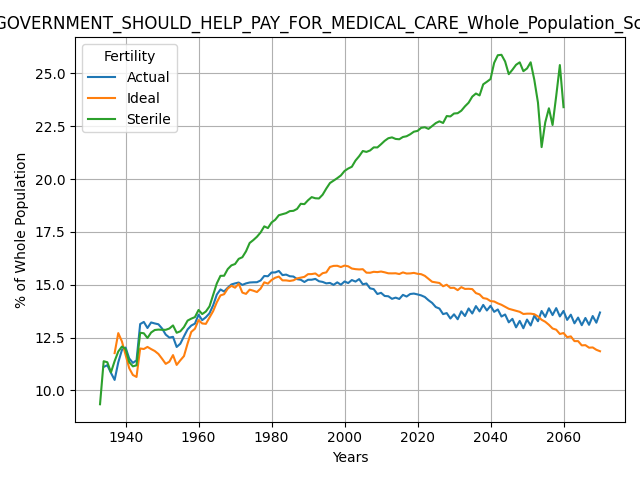 GOVERNMENT_SHOULD_HELP_PAY_FOR_MEDICAL_CARE_Whole_Population_Sc
Fertility
Actual
Ideal
Sterile
% of Whole Population
25.0
22.5
20.0
17.5
15.0
12.5
10.0
1940 1960 1980 2000 2020 2040 2060
Years